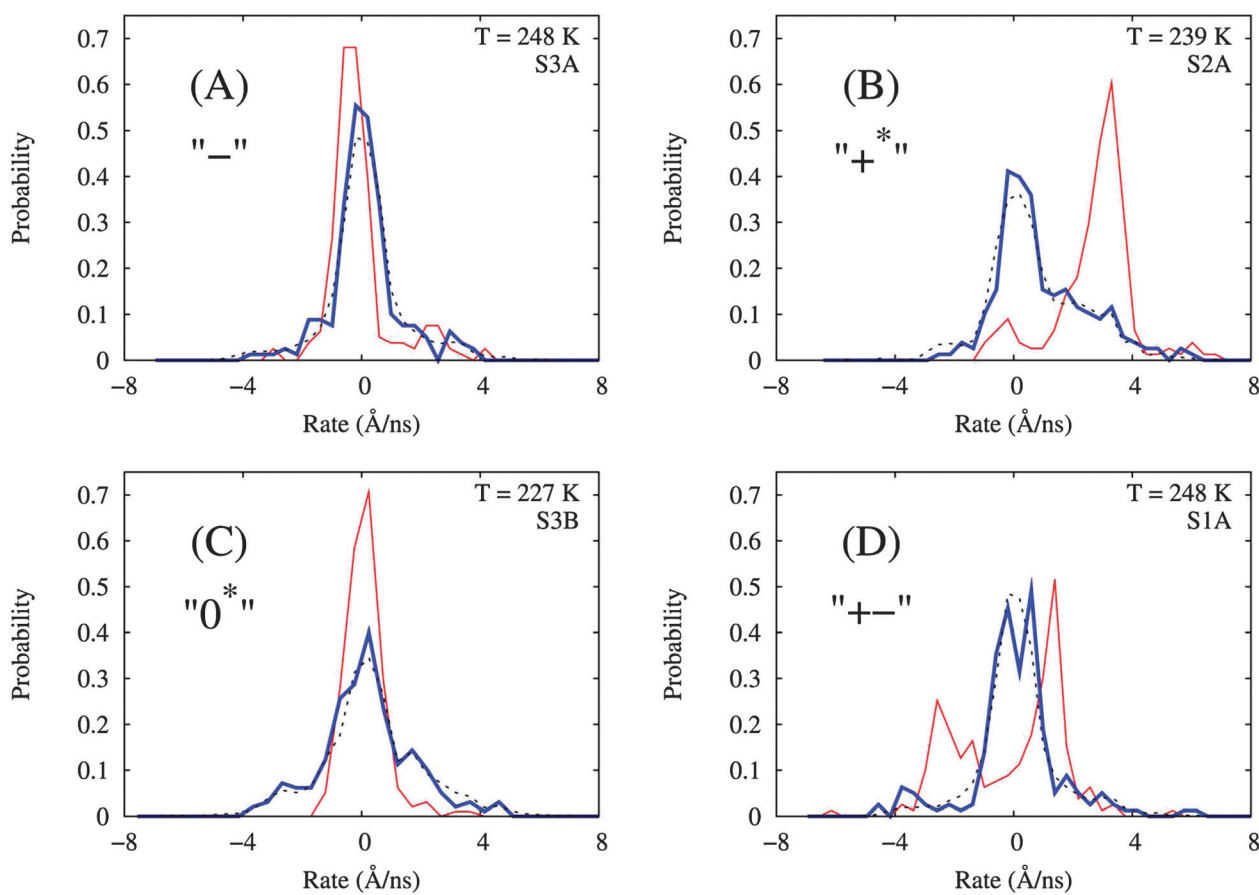 0.7
0.6
0.5
0.4
0.3
0.2
0.1
0
Probability
T = 248 K
S3A
(A)
"−"
−8 −4 0 4 8
Rate (Å/ns)
0.7
0.6
0.5
0.4
0.3
0.2
0.1
0
Probability
T = 239 K
S2A
(B)
"+*"
−8 −4 0 4 8
Rate (Å/ns)
0.7
0.6
0.5
0.4
0.3
0.2
0.1
0
Probability
T = 227 K
S3B
(C)
"0*"
−8 −4 0 4 8
Rate (Å/ns)
0.7
0.6
0.5
0.4
0.3
0.2
0.1
0
Probability
T = 248 K
S1A
(D)
"+−"
−8 −4 0 4 8
Rate (Å/ns)